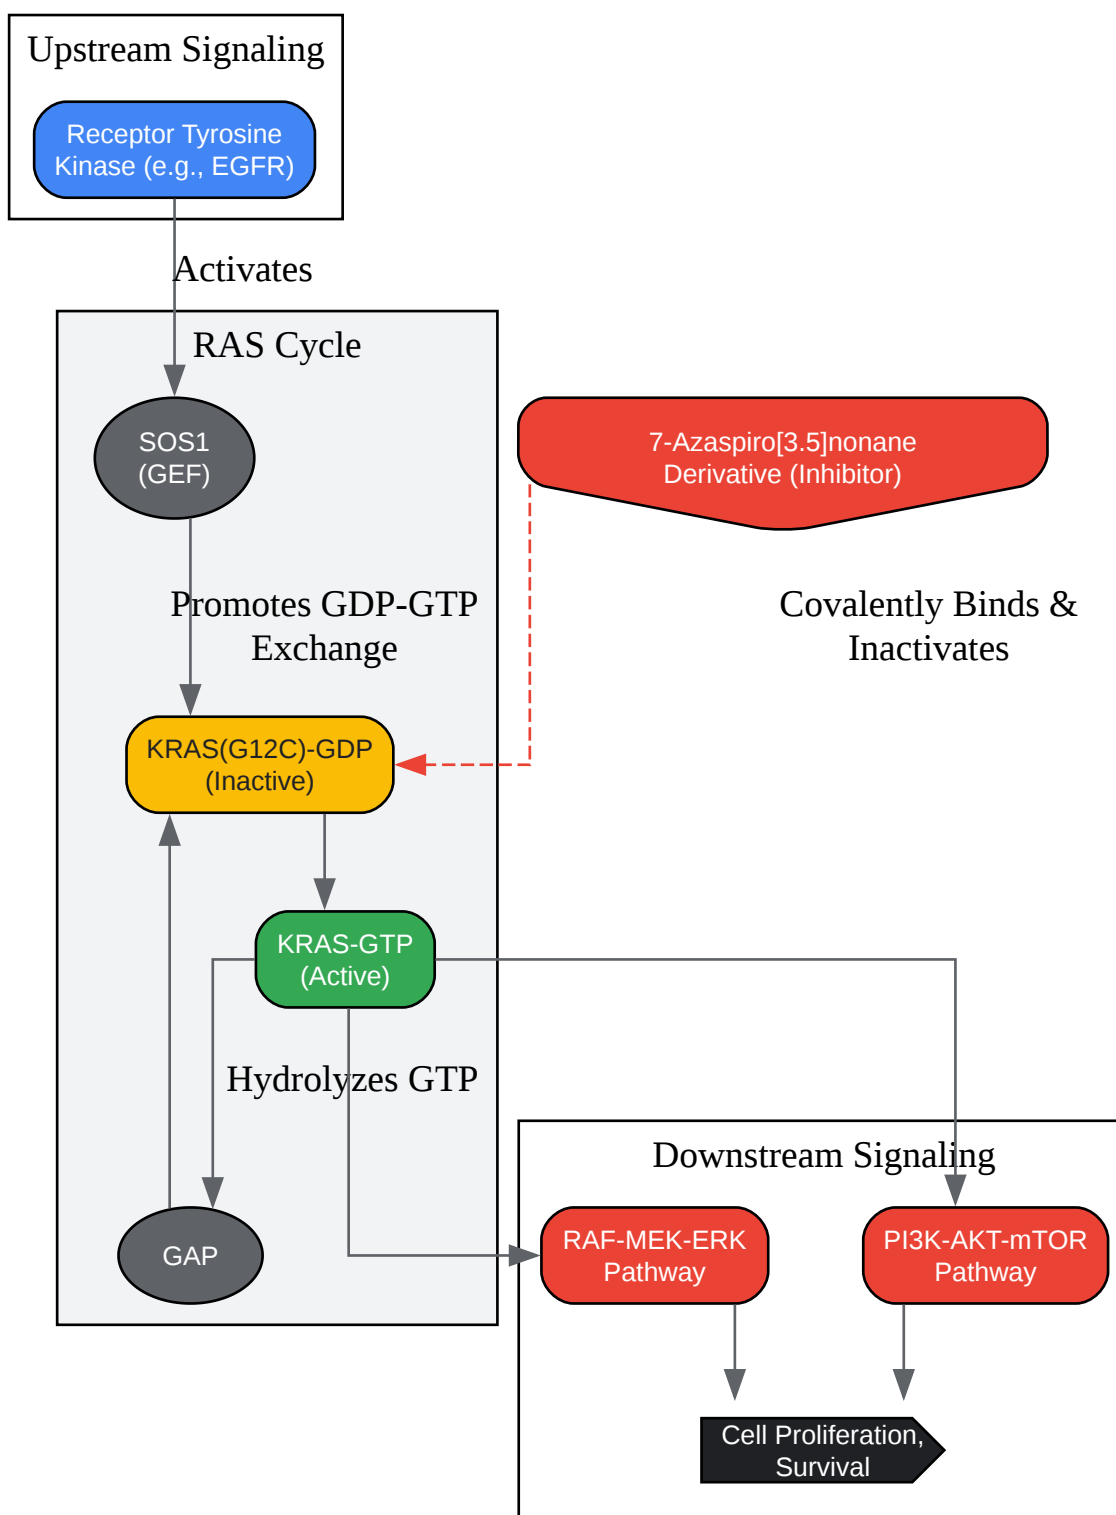 Upstream Signaling
Receptor Tyrosine
Kinase (e.g., EGFR)
Activates
RAS Cycle
SOS1
(GEF)
7-Azaspiro[3.5]nonane
Derivative (Inhibitor)
Promotes GDP-GTP
Exchange
Covalently Binds &
Inactivates
KRAS(G12C)-GDP
(Inactive)
KRAS-GTP
(Active)
Hydrolyzes GTP
Downstream Signaling
GAP
RAF-MEK-ERK
Pathway
PI3K-AKT-mTOR
Pathway
Cell Proliferation,
Survival